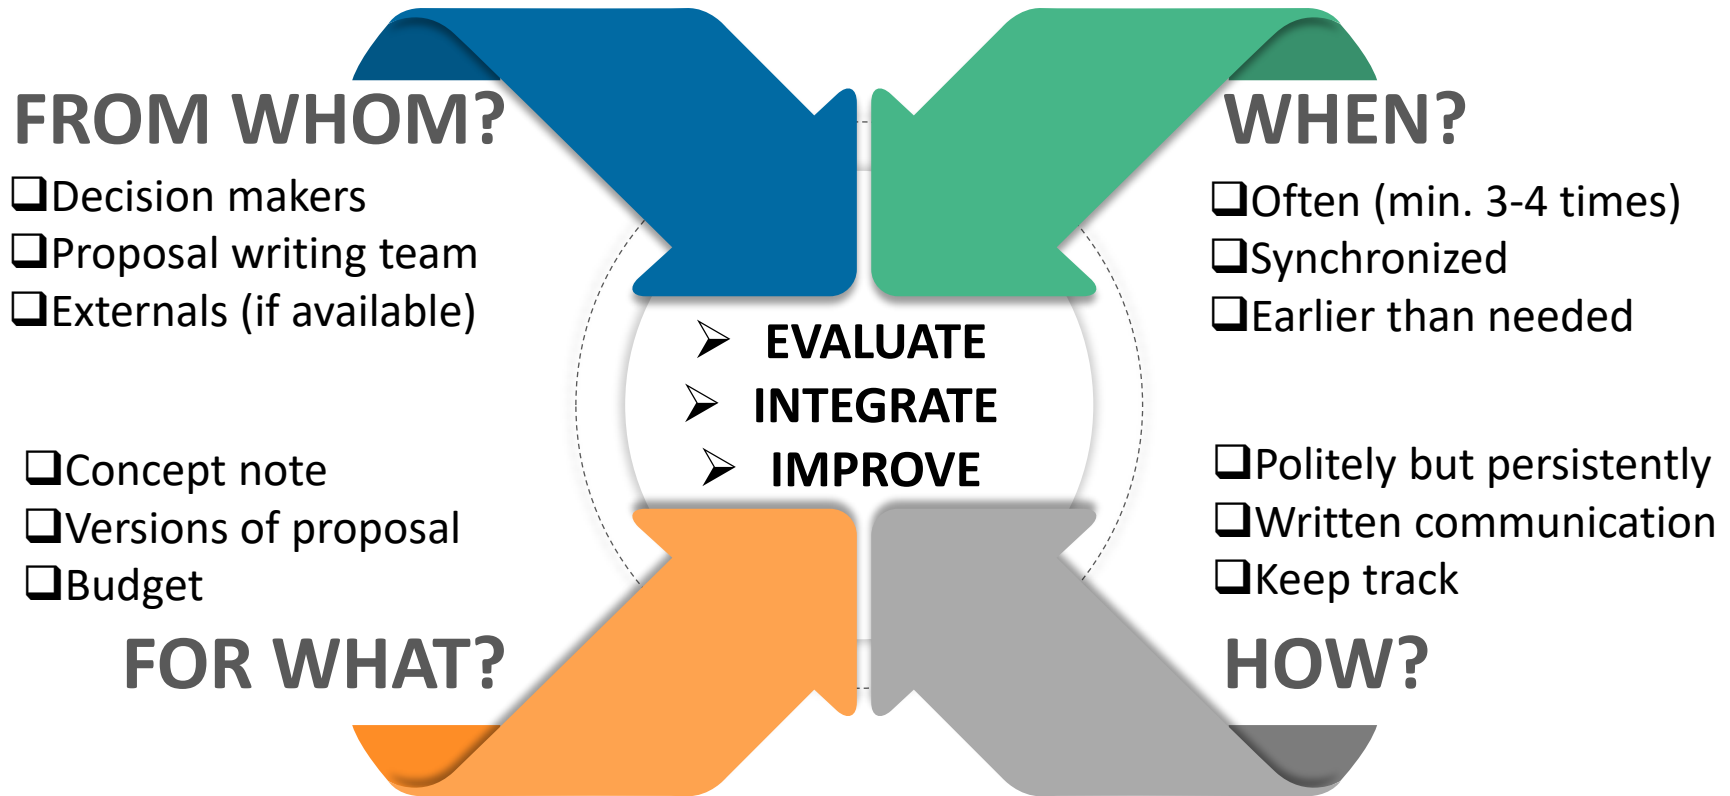 FROM WHOM?
❑Decision makers
❑Proposal writing team
❑Externals (if available)
WHEN?
❑Often (min. 3-4 times)
❑Synchronized
❑Earlier than needed
➢ EVALUATE
➢ INTEGRATE
➢ IMPROVE
❑Concept note
❑Versions of proposal
❑Budget
FOR WHAT?
❑Politely but persistently
❑Written communication
❑Keep track
HOW?